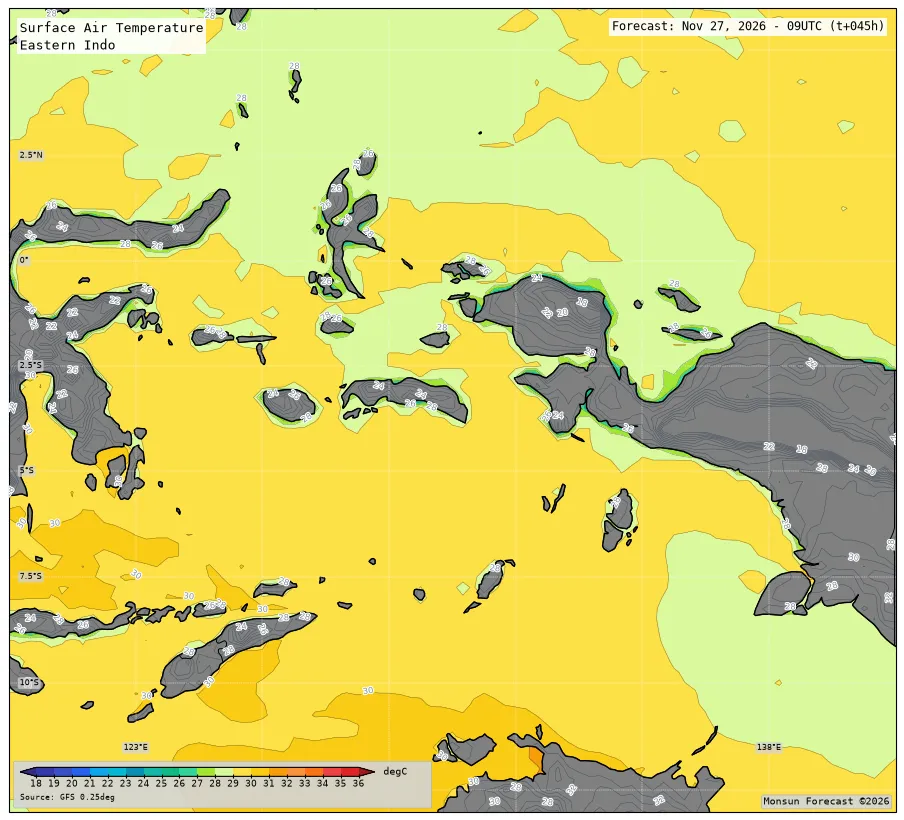 Surface Air Temperature
Eastern Indo
Forecast: Nov 27, 2026 - 09UTC (t+045h)
2.5°N
0°
2.5°S
5°S
7.5°S
10°S
123°E
138°E
degC
18 19 20 21 22 23 24 25 26 27 28 29 30 31 32 33 34 35 36
Source: GFS 0.25deg
Monsun Forecast ©2026